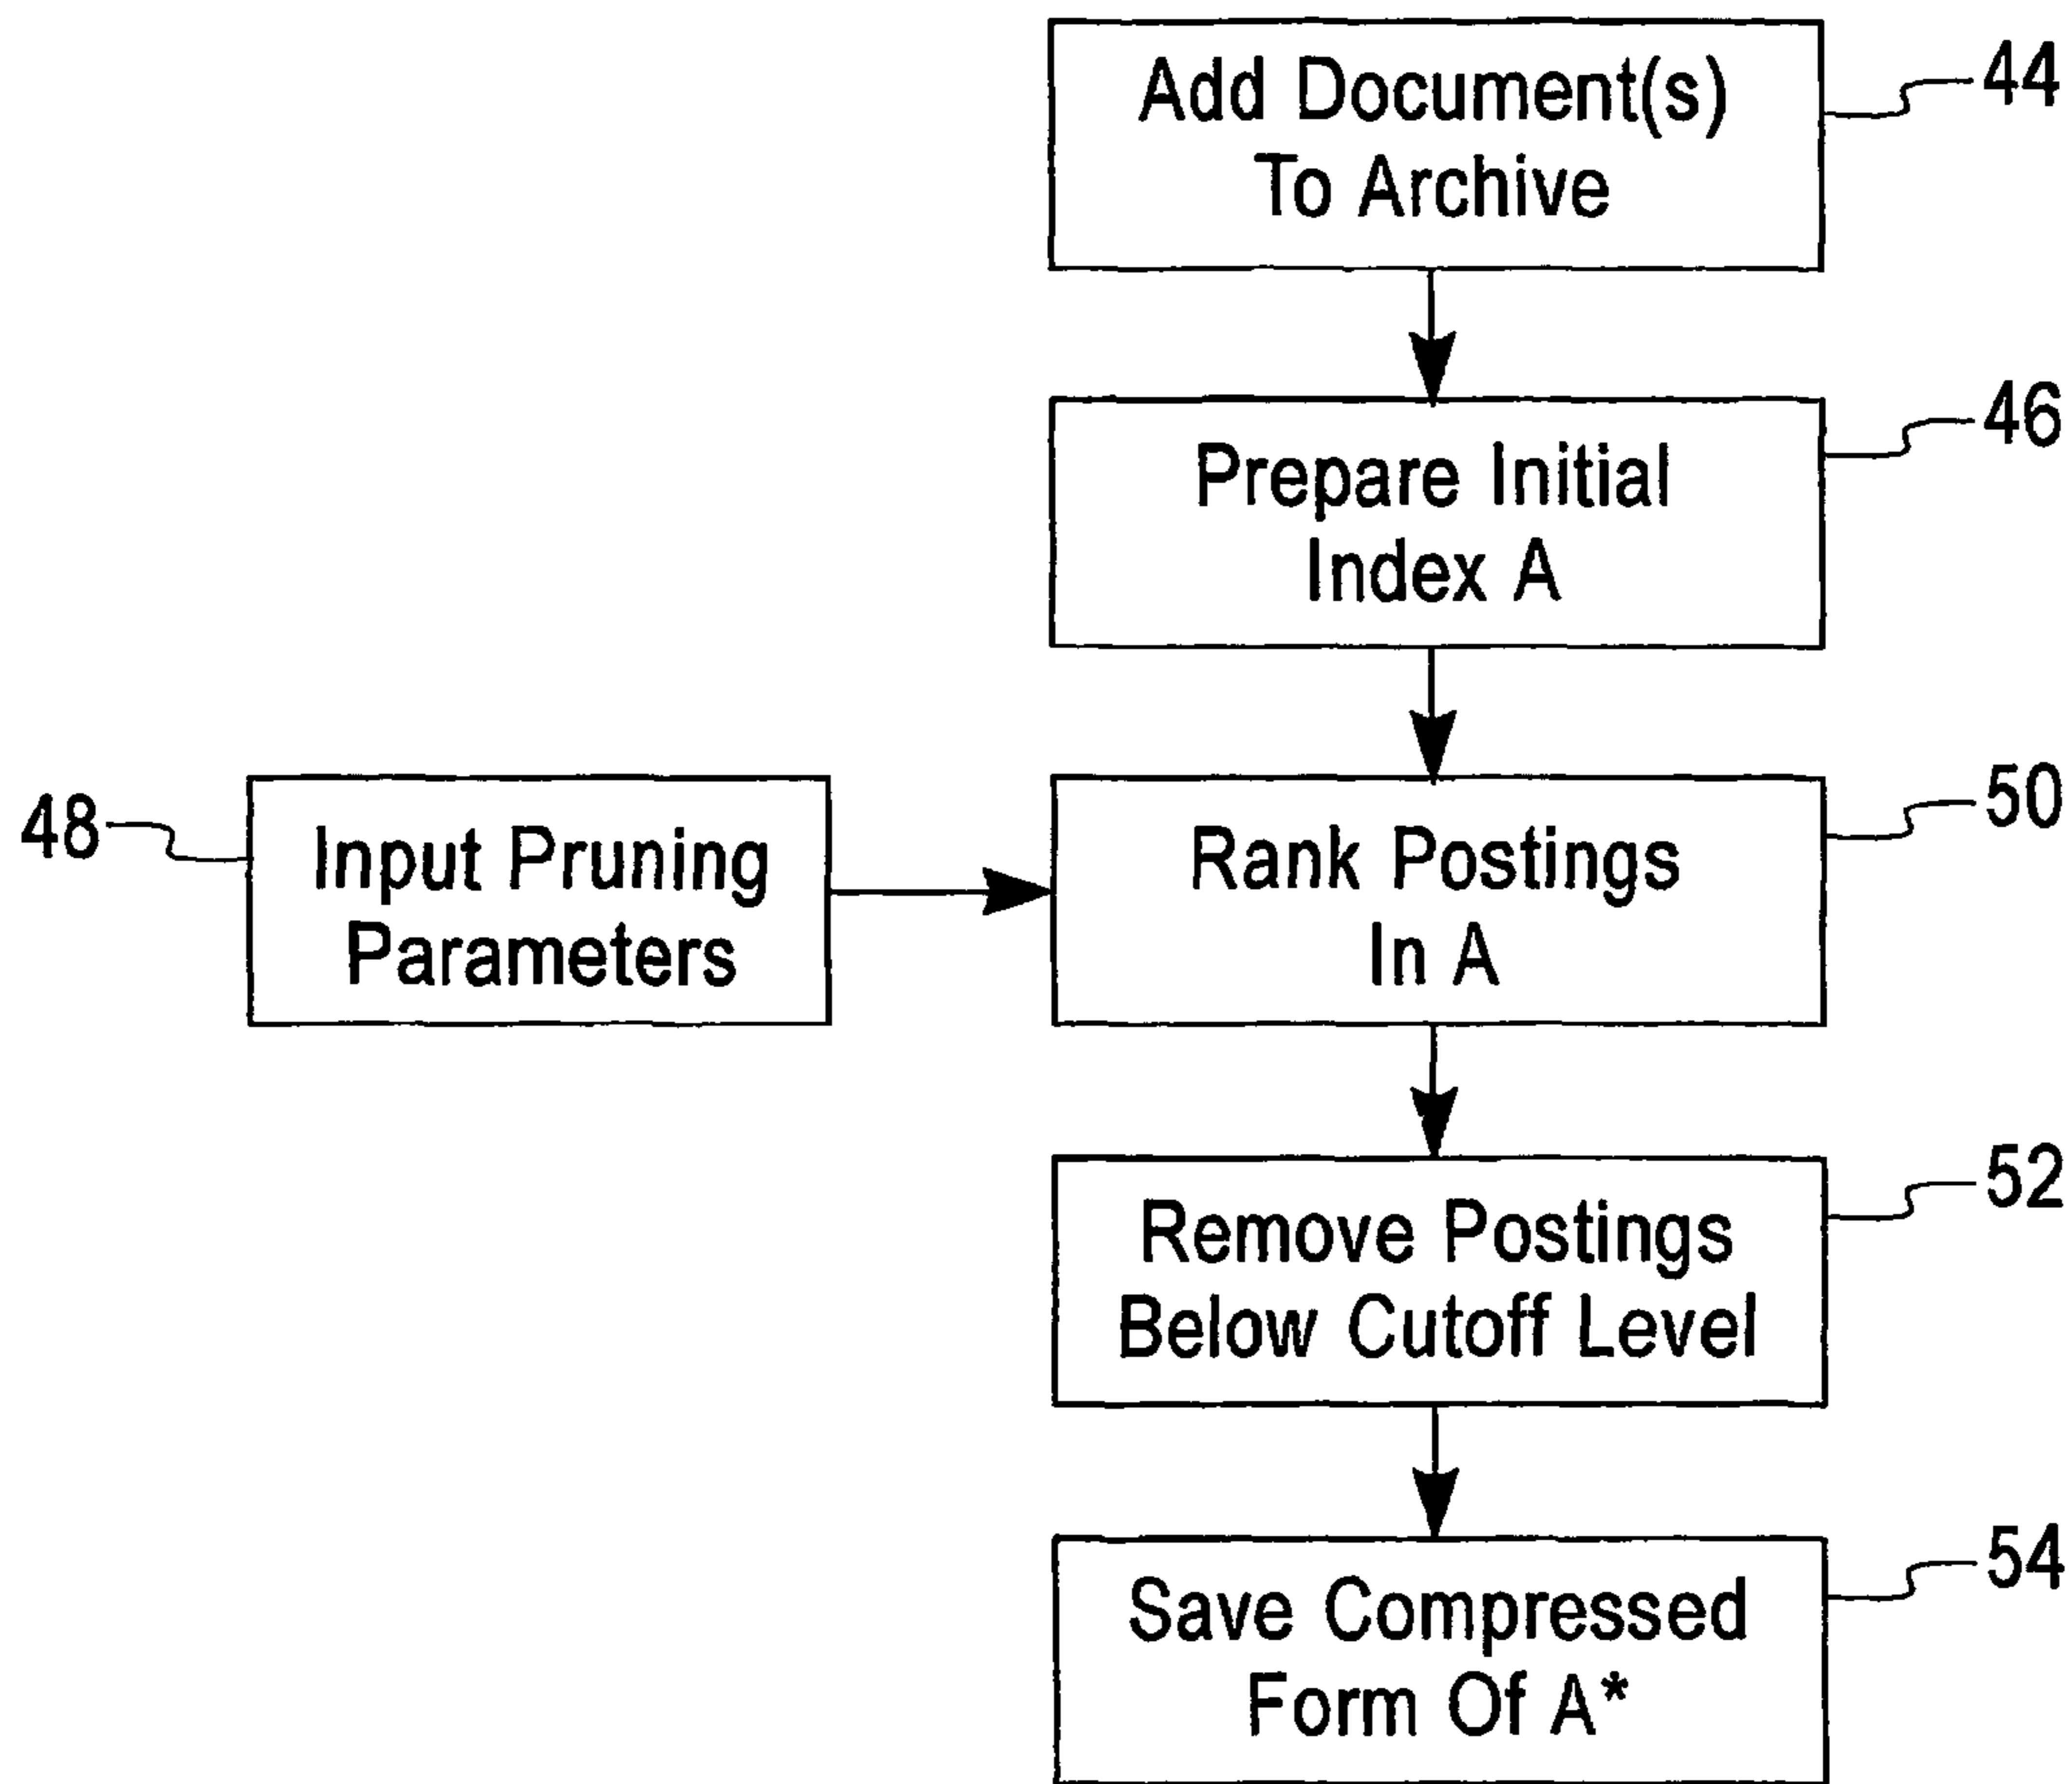 Add Document(s)
To Archive
44
Prepare Initial
Index A
46
48
Input Pruning
Parameters
Rank Postings
In A
50
Remove Postings
Below Cutoff Level
52
Save Compressed
Form Of A*
54